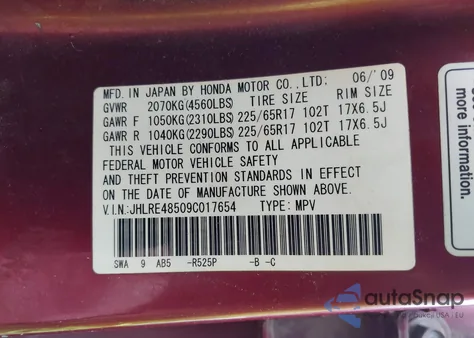 MFD. IN JAPAN BY HONDA MOTOR CO., LTD: 06/'09
GVWR 2070KG(4560LBS) TIRE SIZE RIM SIZE
GAWR F 1050KG(2310LBS) 225/65R17 102T 17X6.5J
GAWR R 1040KG(2290LBS) 225/65R17 102T 17X6.5J
THIS VEHICLE CONFORMS TO ALL APPLICABLE
FEDERAL MOTOR VEHICLE SAFETY
AND THEFT PREVENTION STANDARDS IN EFFECT
ON THE DATE OF MANUFACTURE SHOWN ABOVE.
V.I.N:JHLRE48509C017654 TYPE: MPV
SWA 9 AB5 -R525P -B -C
more information.
autoSnap